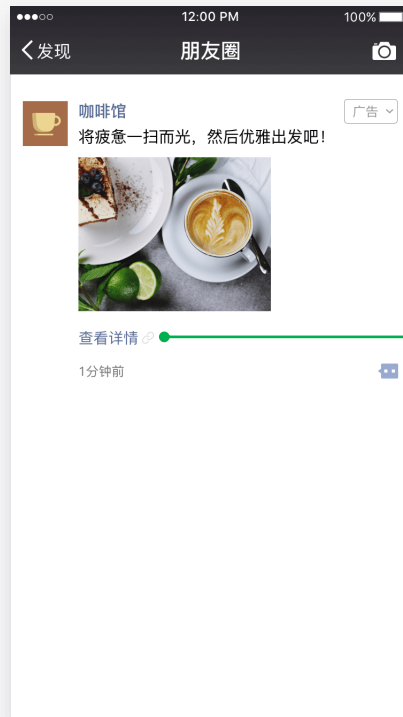 12:00 PM
100%
发现
朋友圈
咖啡馆
广告
将疲惫一扫而光，然后优雅出发吧！
查看详情
1分钟前